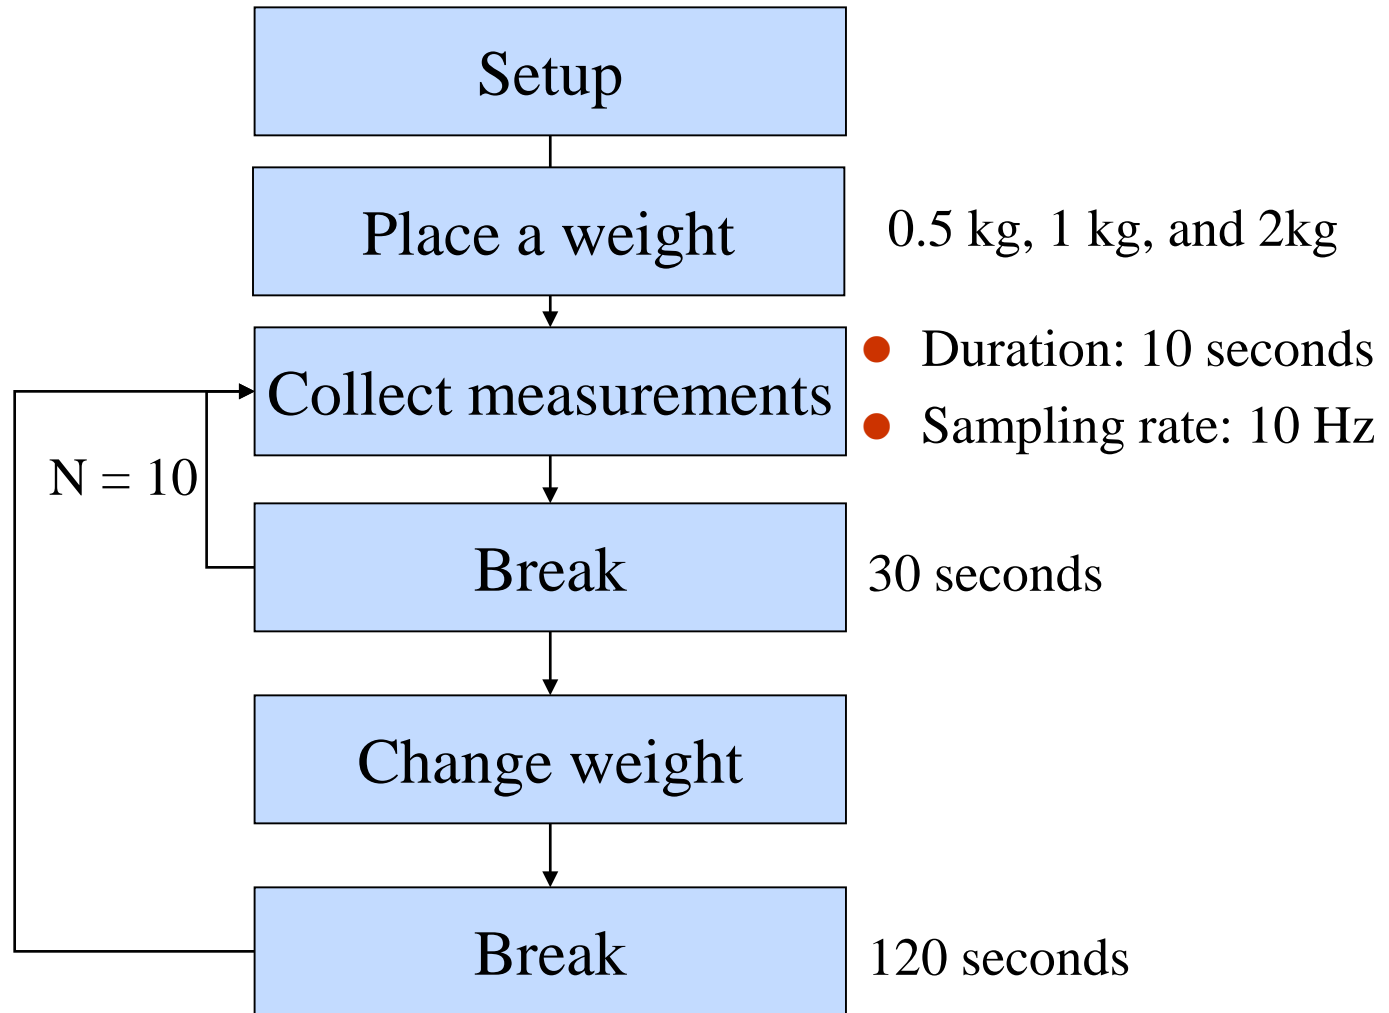 Setup
Place a weight
0.5 kg, 1 kg, and 2kg
Collect measurements
● Duration: 10 seconds
● Sampling rate: 10 Hz
N = 10
Break
30 seconds
Change weight
Break
120 seconds